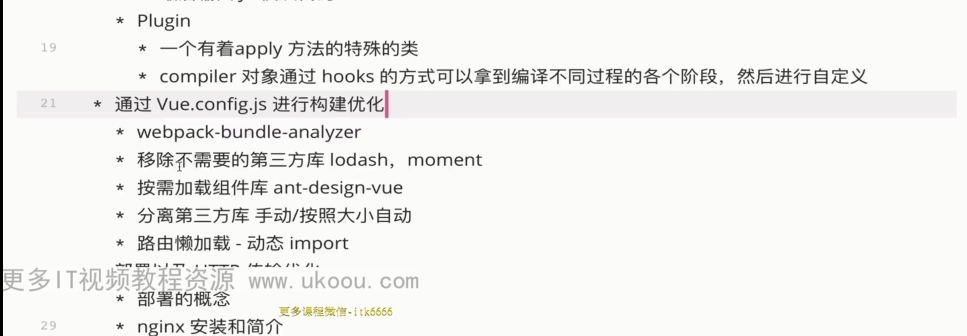 * Plugin
19 * 一个有着apply 方法的特殊的类
* compiler 对象通过 hooks 的方式可以拿到编译不同过程的各个阶段，然后进行自定义
21 * 通过 Vue.config.js 进行构建优化
* webpack-bundle-analyzer
* 移除不需要的第三方库 lodash，moment
* 按需加载组件库 ant-design-vue
* 分离第三方库 手动/按照大小自动
* 路由懒加载 - 动态 import
更多IT视频教程资源 www.ukoou.com
* 部署的概念
更多课程微信-itk6666
29 * nginx 安装和简介